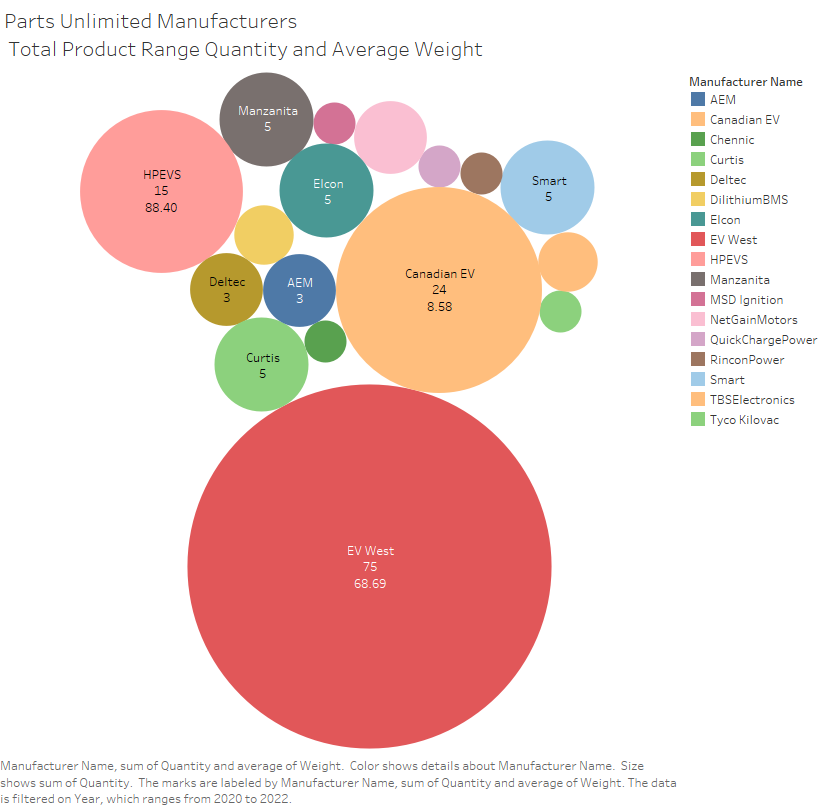 Parts Unlimited Manufacturers
Total Product Range Quantity and Average Weight
Manzanita
5
HPEVS
15
88.40
Elcon
5
Smart
5
Canadian EV
24
8.58
Deltec
3
AEM
3
Curtis
5
EV West
75
68.69
Manufacturer Name
AEM
Canadian EV
Chennic
Curtis
Deltec
DilithiumBMS
Elcon
EV West
HPEVS
Manzanita
MSD Ignition
NetGainMotors
QuickChargePower
RinconPower
Smart
TBSElectronics
Tyco Kilovac
Manufacturer Name, sum of Quantity and average of Weight.  Color shows details about Manufacturer Name.  Size
shows sum of Quantity.  The marks are labeled by Manufacturer Name, sum of Quantity and average of Weight. The data
is filtered on Year, which ranges from 2020 to 2022.